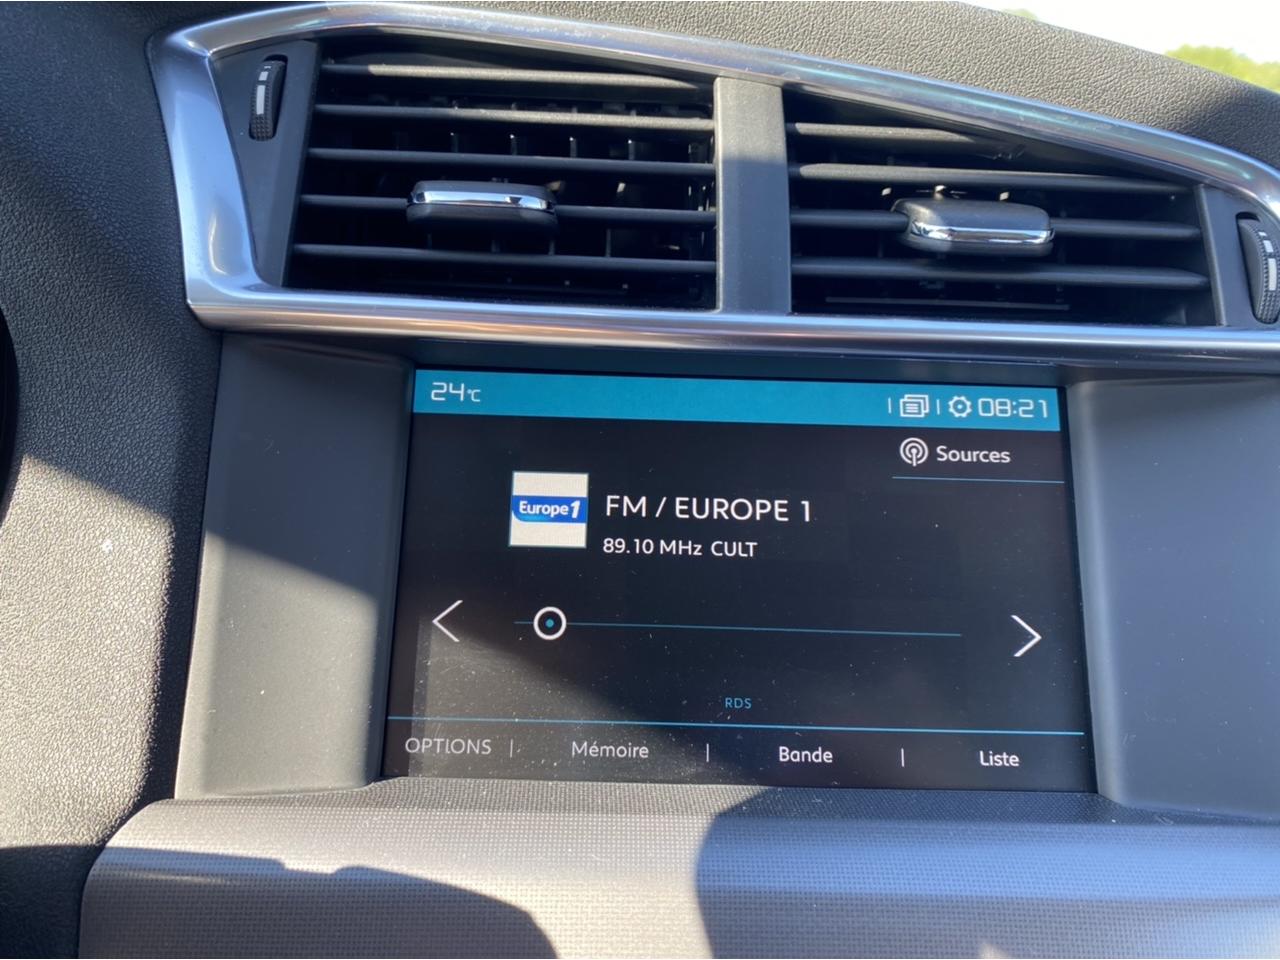 24°C
08:21
Sources
Europe 1
FM / EUROPE 1
89.10 MHz CULT
RDS
OPTIONS | Mémoire | Bande | Liste